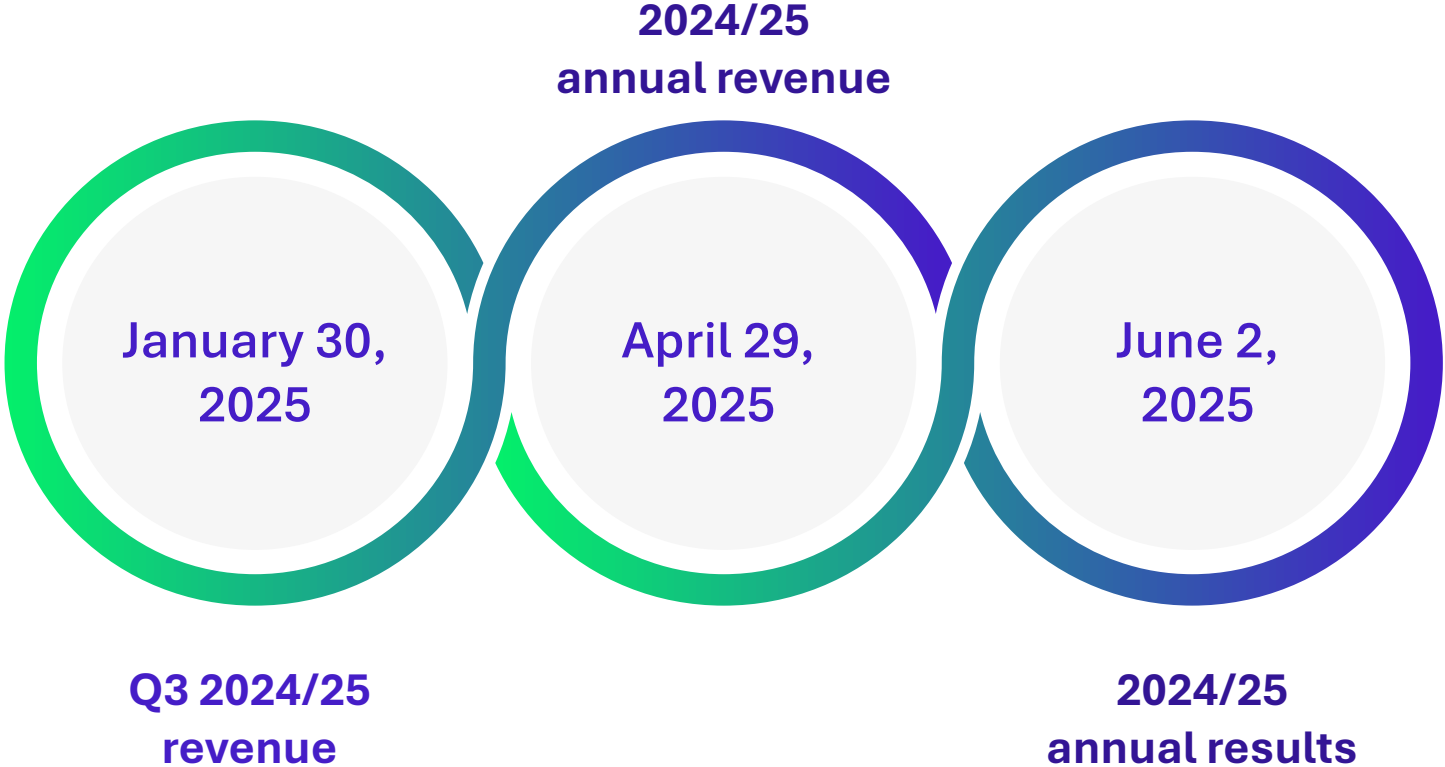 2024/25
annual revenue
January 30,
2025
April 29,
2025
June 2,
2025
Q3 2024/25
revenue
2024/25
annual results